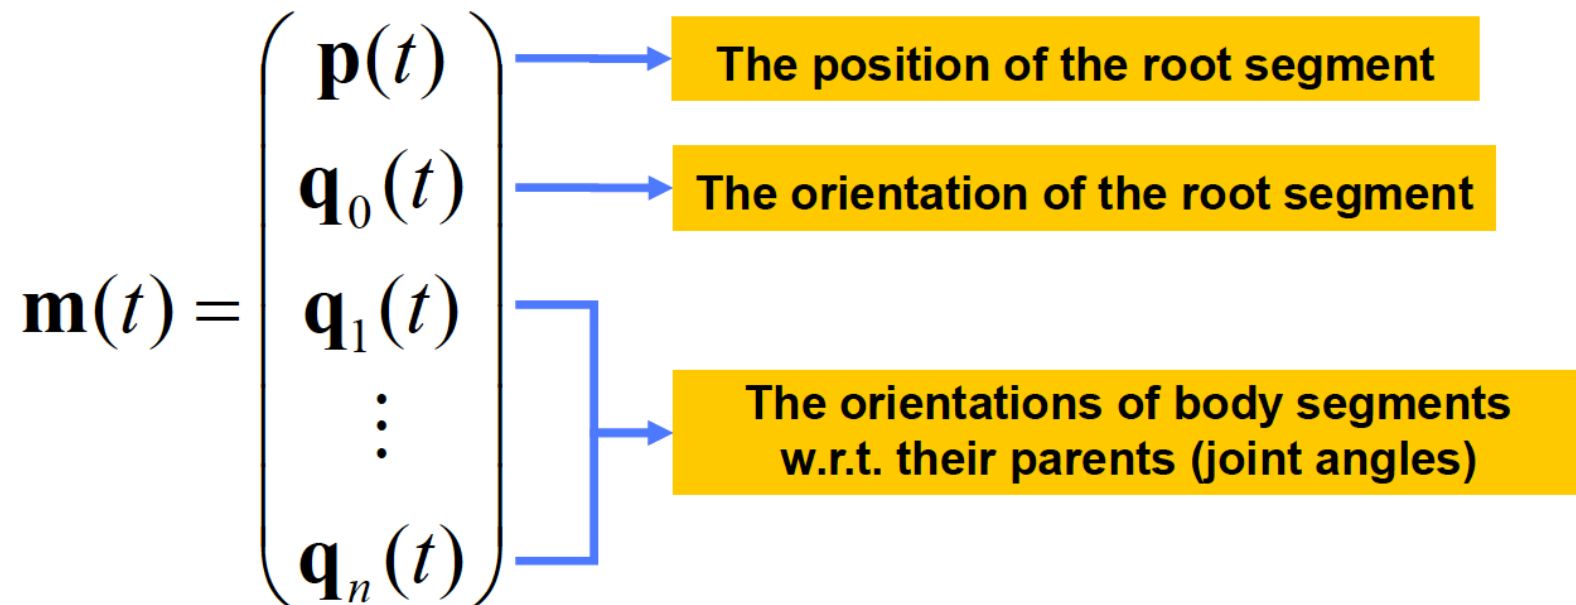 p(t)
The position of the root segment
q₀(t)
The orientation of the root segment
m(t) =
q₁(t)
⋮
The orientations of body segments
w.r.t. their parents (joint angles)
qₙ(t)